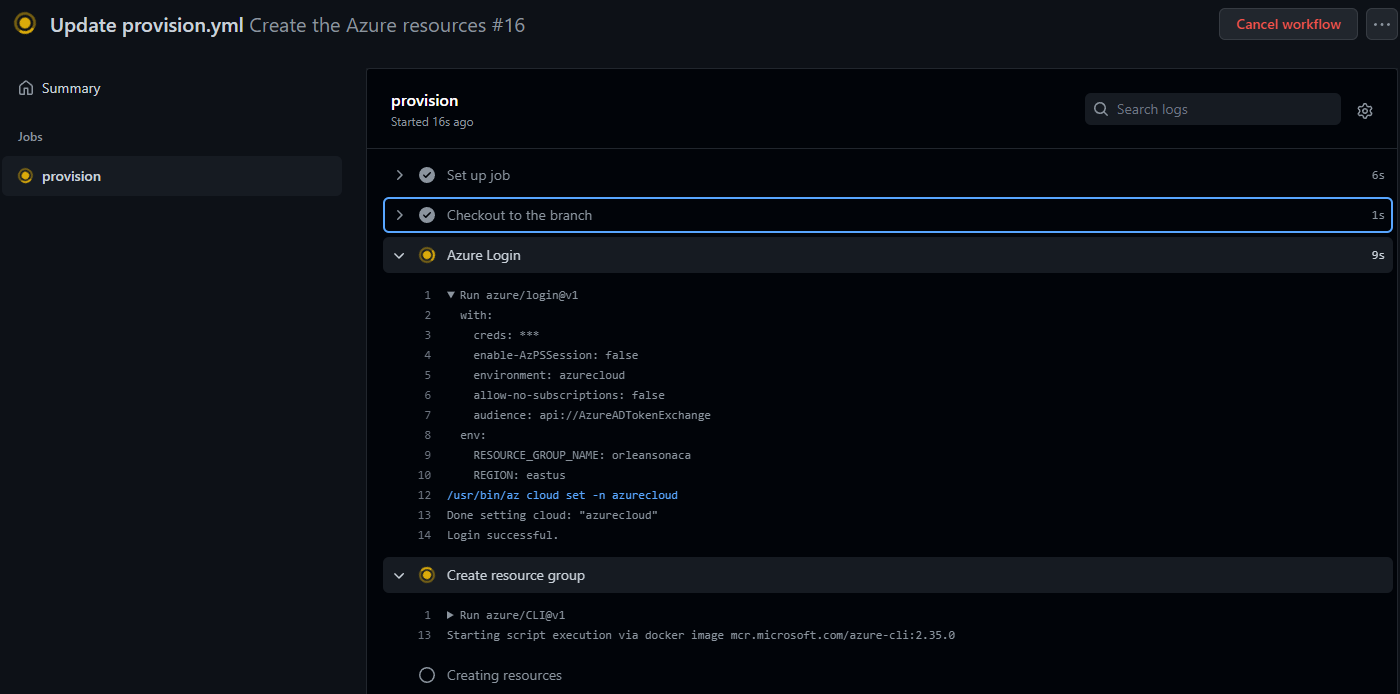 Update provision.yml Create the Azure resources #16
Cancel workflow
Summary
Jobs
provision
provision
Started 16s ago
Search logs
Set up job 6s
Checkout to the branch 1s
Azure Login 9s
1 Run azure/login@v1
2 with:
3 creds: ***
4 enable-AzPSSession: false
5 environment: azurecloud
6 allow-no-subscriptions: false
7 audience: api://AzureADTokenExchange
8 env:
9 RESOURCE_GROUP_NAME: orleansonaca
10 REGION: eastus
12 /usr/bin/az cloud set -n azurecloud
13 Done setting cloud: "azurecloud"
14 Login successful.
Create resource group
1 Run azure/CLI@v1
13 Starting script execution via docker image mcr.microsoft.com/azure-cli:2.35.0
Creating resources